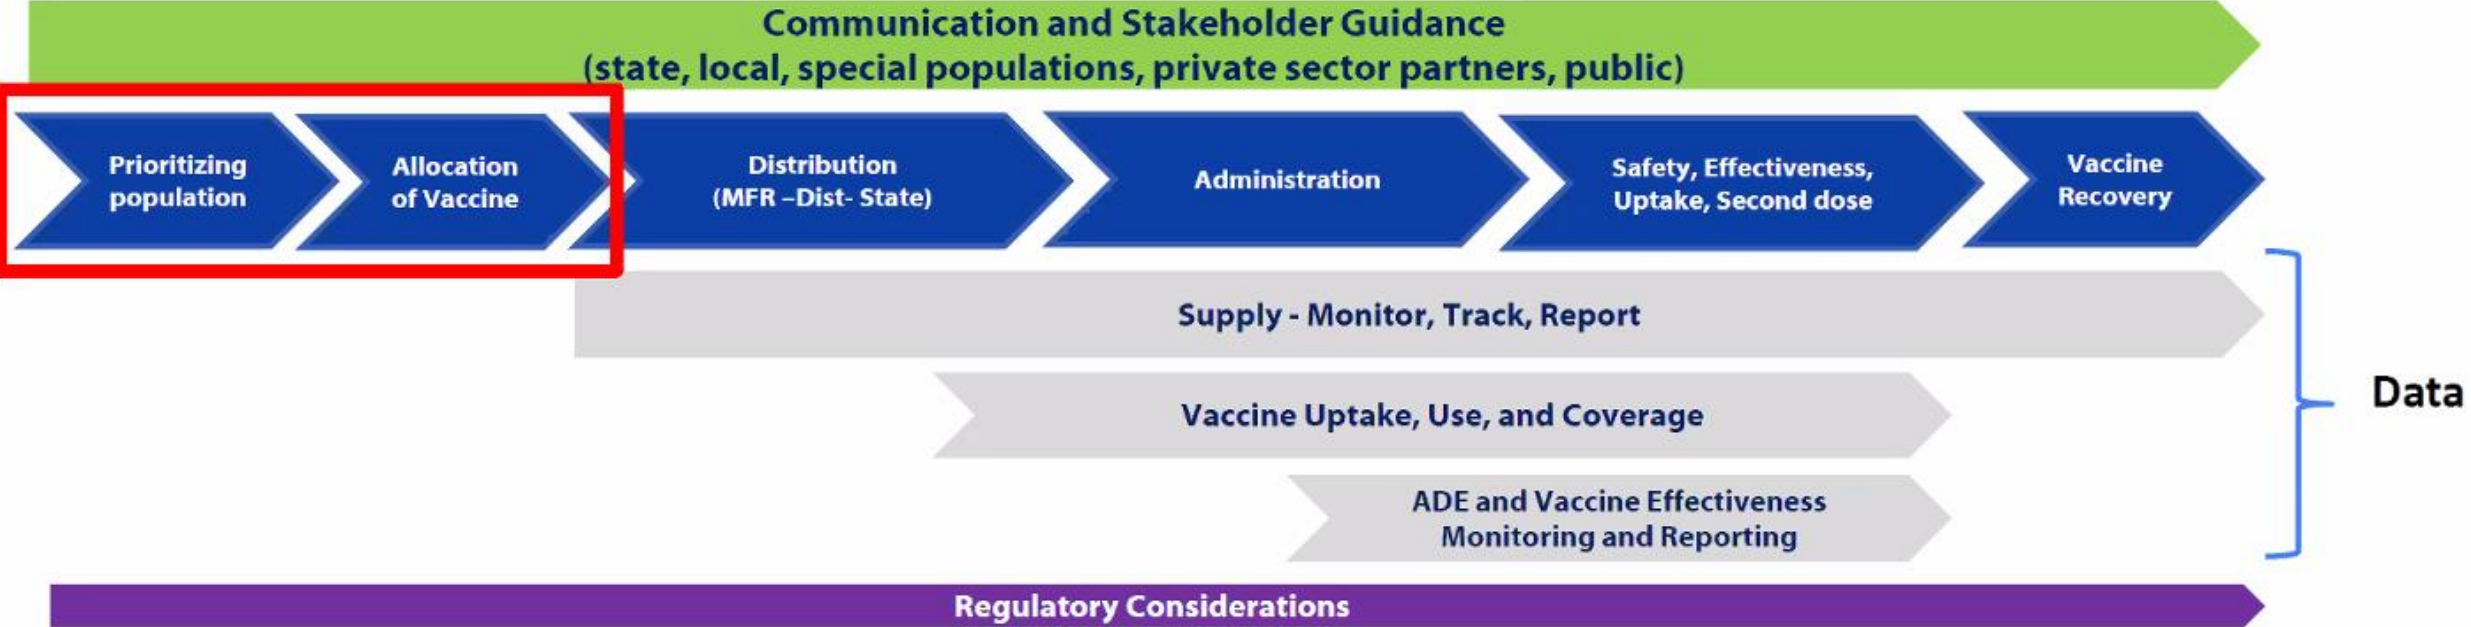 Communication and Stakeholder Guidance
(state, local, special populations, private sector partners, public)
Prioritizing
population
Allocation
of Vaccine
Distribution
(MFR –Dist- State)
Administration
Safety, Effectiveness,
Uptake, Second dose
Vaccine
Recovery
Supply - Monitor, Track, Report
Vaccine Uptake, Use, and Coverage
ADE and Vaccine Effectiveness
Monitoring and Reporting
Data
Regulatory Considerations